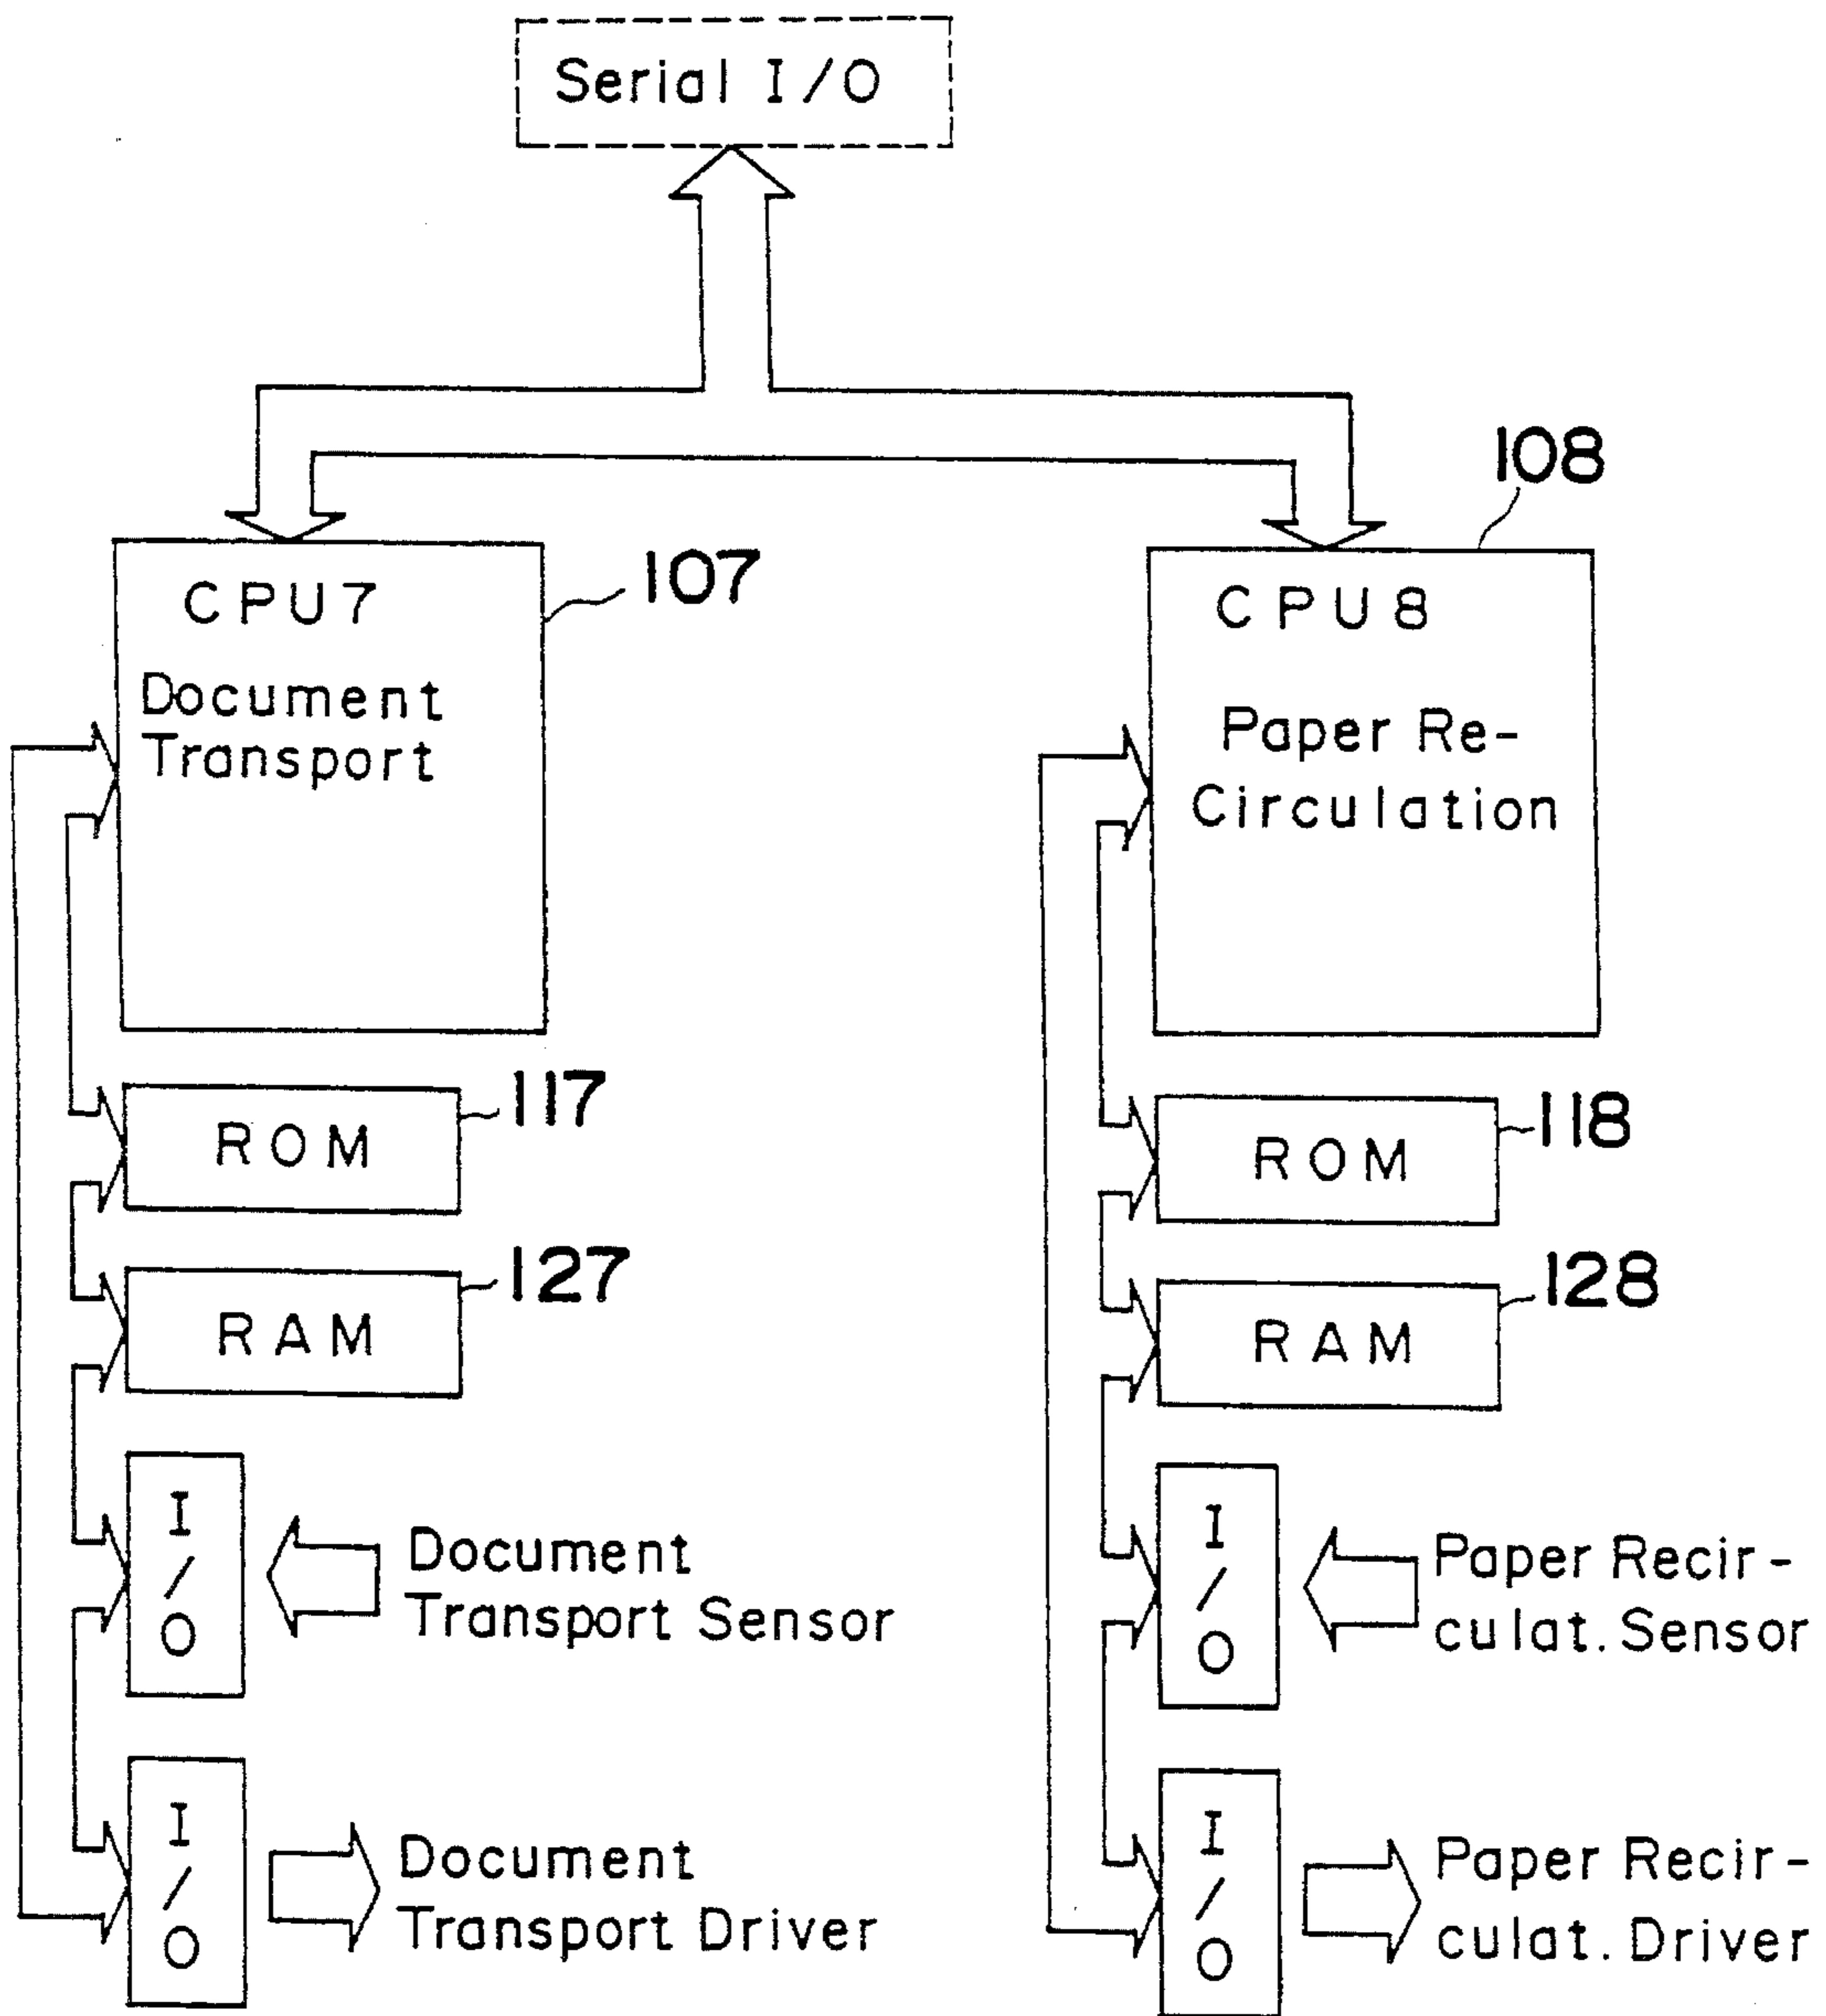 Serial I/O
108
107
CPU7
Document
Transport
CPU8
Paper Re-
Circulation
117
ROM
118
ROM
127
RAM
128
RAM
I/O
Document
Transport Sensor
I/O
Paper Recir-
culat. Sensor
I/O
Document
Transport Driver
I/O
Paper Recir-
culat. Driver